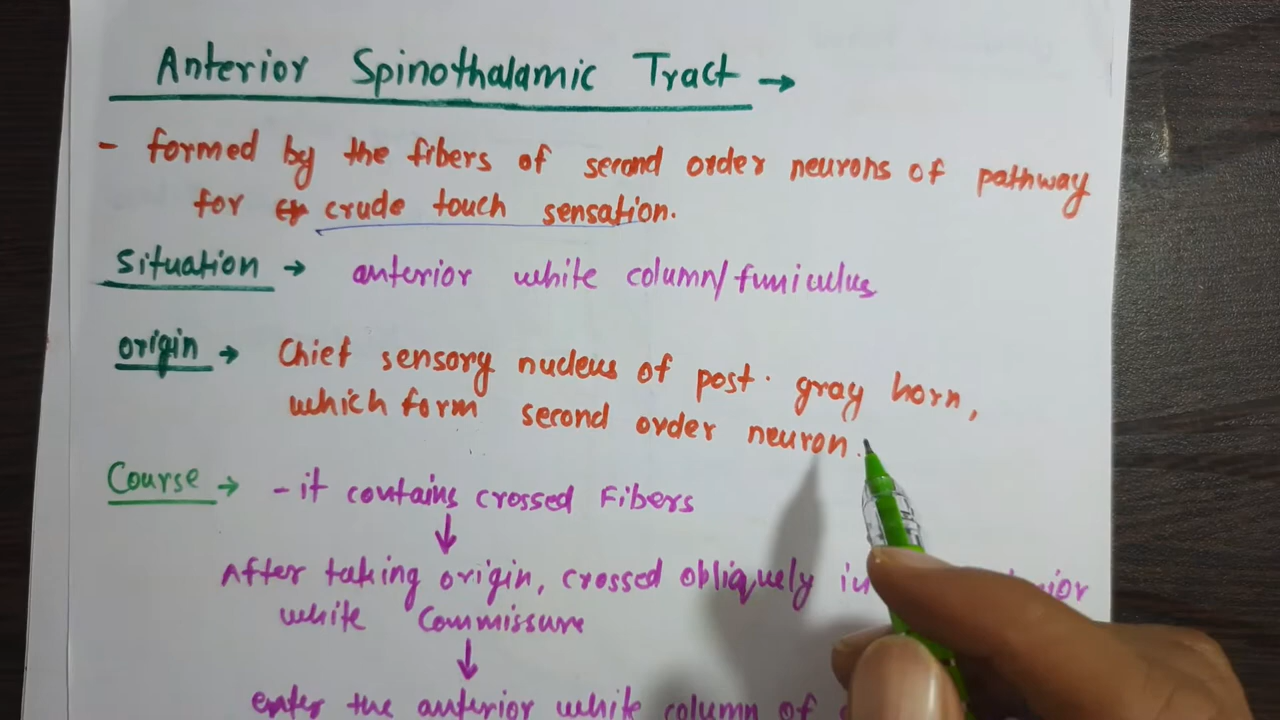 Anterior Spinothalamic Tract →
- formed by the fibers of second order neurons of pathway
for crude touch sensation.
Situation → anterior white column/funiculus
origin → Chief sensory nucleus of post. gray horn,
which form second order neuron.
Course → - it contains crossed Fibers
↓
After taking origin, crossed obliquely in
white Commissure
↓
enter the anterior white column of